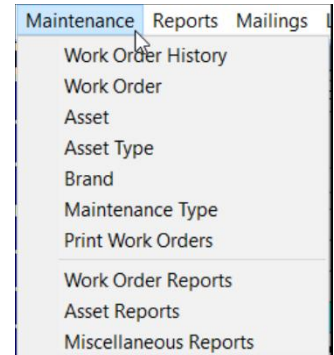 Maintenance Reports Mailings
Work Order History
Work Order
Asset
Asset Type
Brand
Maintenance Type
Print Work Orders
Work Order Reports
Asset Reports
Miscellaneous Reports